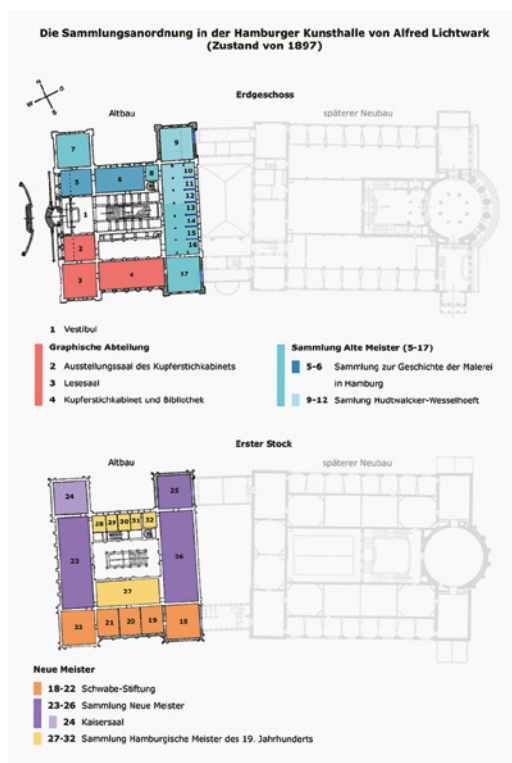 Die Sammlungsanordnung in der Hamburger Kunsthalle von Alfred Lichtwark
(Zustand von 1897)
N
W O
S
Erdgeschoss
Altbau
späterer Neubau
7
9
5
6
8
10
11
12
1
13
14
2
15
16
3
4
17
1 Vestibul
Graphische Abteilung
2 Ausstellungssaal des Kupferstichkabinets
3 Lesesaal
4 Kupferstichkabinet und Bibliothek
Sammlung Alte Meister (5-17)
5-6 Sammlung zur Geschichte der Malerei
in Hamburg
9-12 Samlung Hudtwalcker-Wesselhoeft
Erster Stock
Altbau
späterer Neubau
24
25
28 29 30 31 32
23
26
27
33
21 20 19 18
Neue Meister
18-22 Schwabe-Stiftung
23-26 Sammlung Neue Meister
24 Kaisersaal
27-32 Sammlung Hamburgische Meister des 19. Jahrhunderts